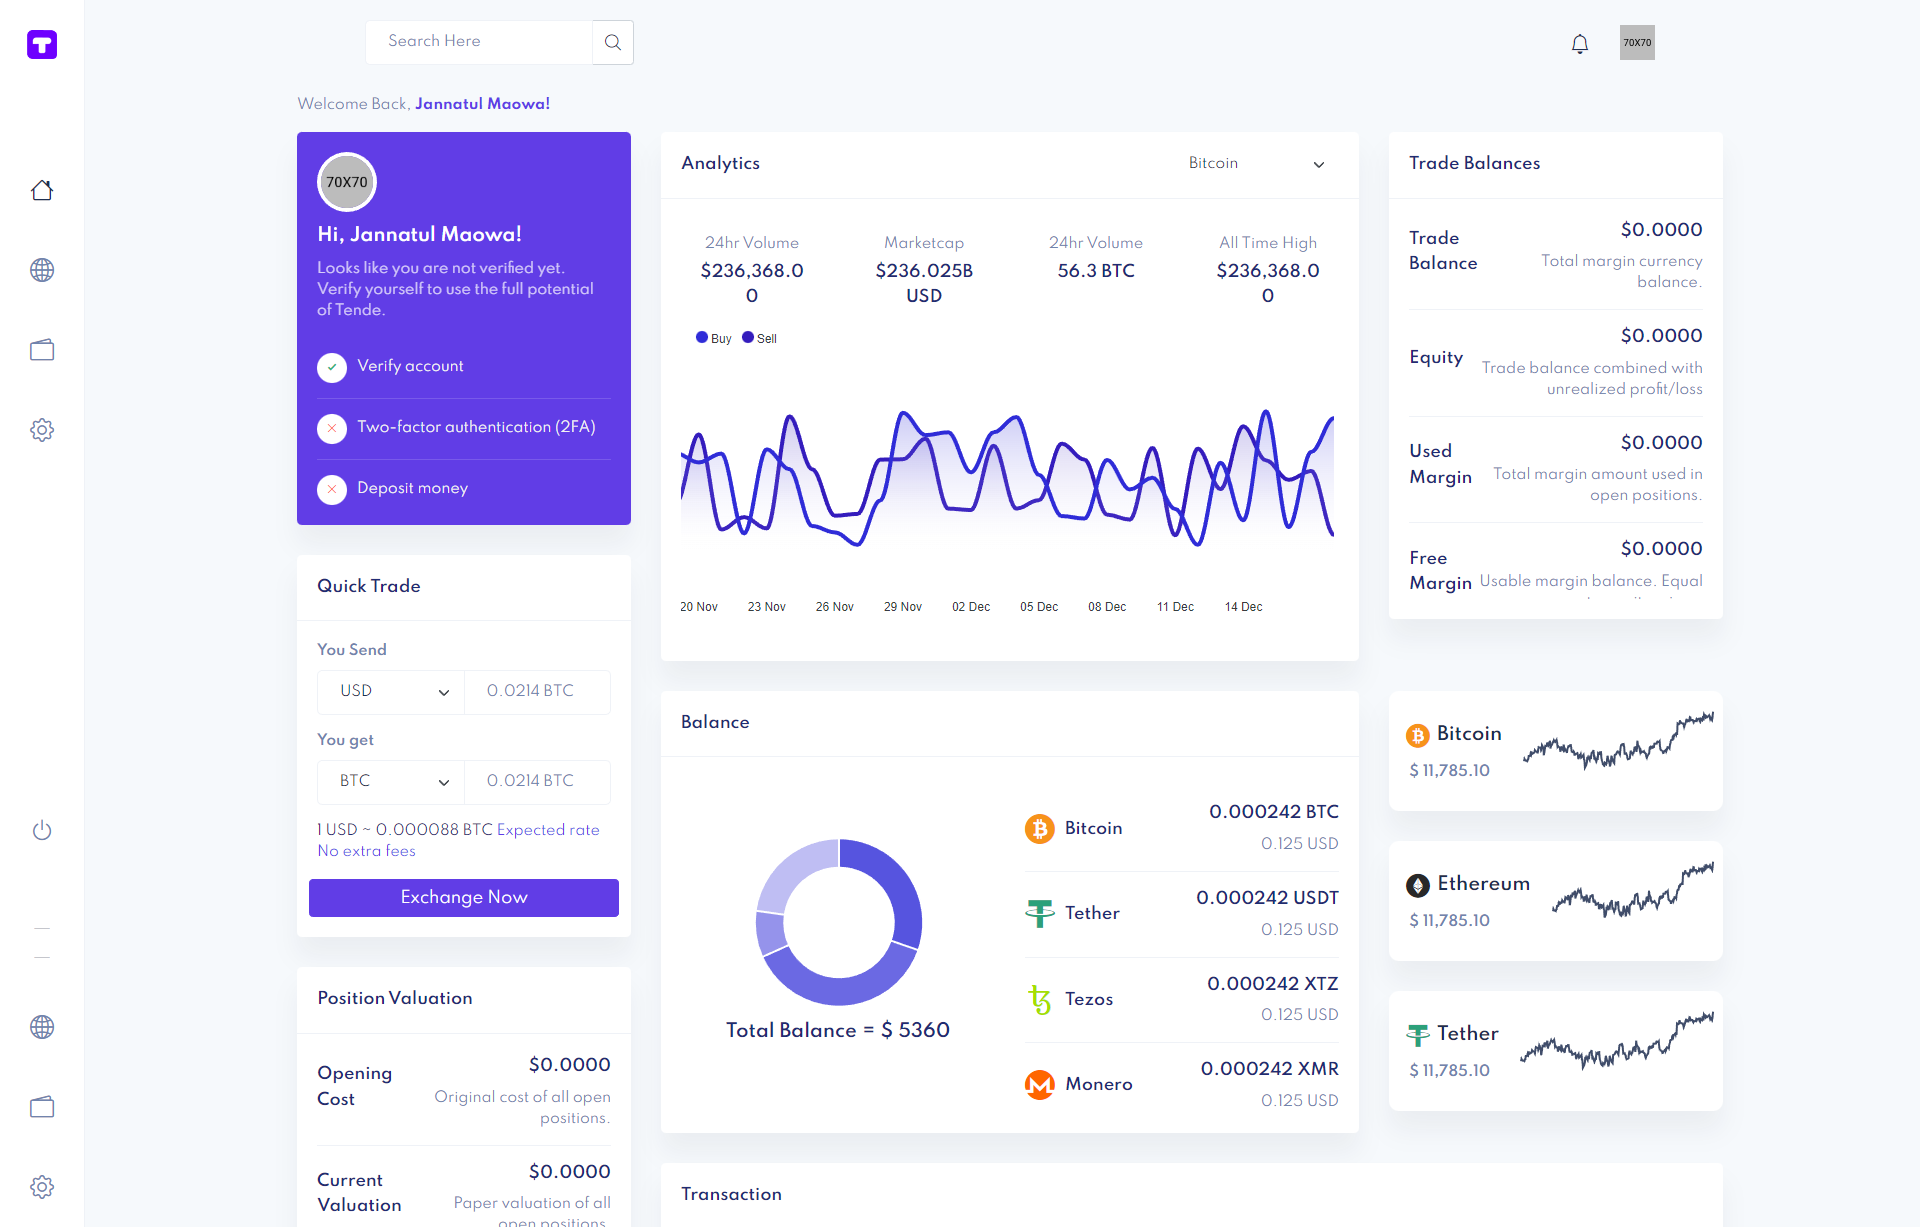 Search Here
70X70
Welcome Back, Jannatul Maowa!
70X70
Hi, Jannatul Maowa!
Looks like you are not verified yet.
Verify yourself to use the full potential
of Tende.
Verify account
Two-factor authentication (2FA)
Deposit money
Quick Trade
You Send
USD
0.0214 BTC
You get
BTC
0.0214 BTC
1 USD ~ 0.000088 BTC Expected rate
No extra fees
Exchange Now
Position Valuation
Opening
Cost
$0.0000
Original cost of all open
positions.
Current
Valuation
$0.0000
Paper valuation of all
open positions.
Analytics
Bitcoin
24hr Volume
$236,368.0
0
Marketcap
$236.025B
USD
24hr Volume
56.3 BTC
All Time High
$236,368.0
0
Buy
Sell
20 Nov
23 Nov
26 Nov
29 Nov
02 Dec
05 Dec
08 Dec
11 Dec
14 Dec
Balance
Total Balance = $ 5360
Bitcoin
0.000242 BTC
0.125 USD
Tether
0.000242 USDT
0.125 USD
Tezos
0.000242 XTZ
0.125 USD
Monero
0.000242 XMR
0.125 USD
Transaction
Trade Balances
Trade
Balance
$0.0000
Total margin currency
balance.
Equity
$0.0000
Trade balance combined with
unrealized profit/loss
Used
Margin
$0.0000
Total margin amount used in
open positions.
Free
Margin
$0.0000
Usable margin balance. Equal
Bitcoin
$ 11,785.10
Ethereum
$ 11,785.10
Tether
$ 11,785.10